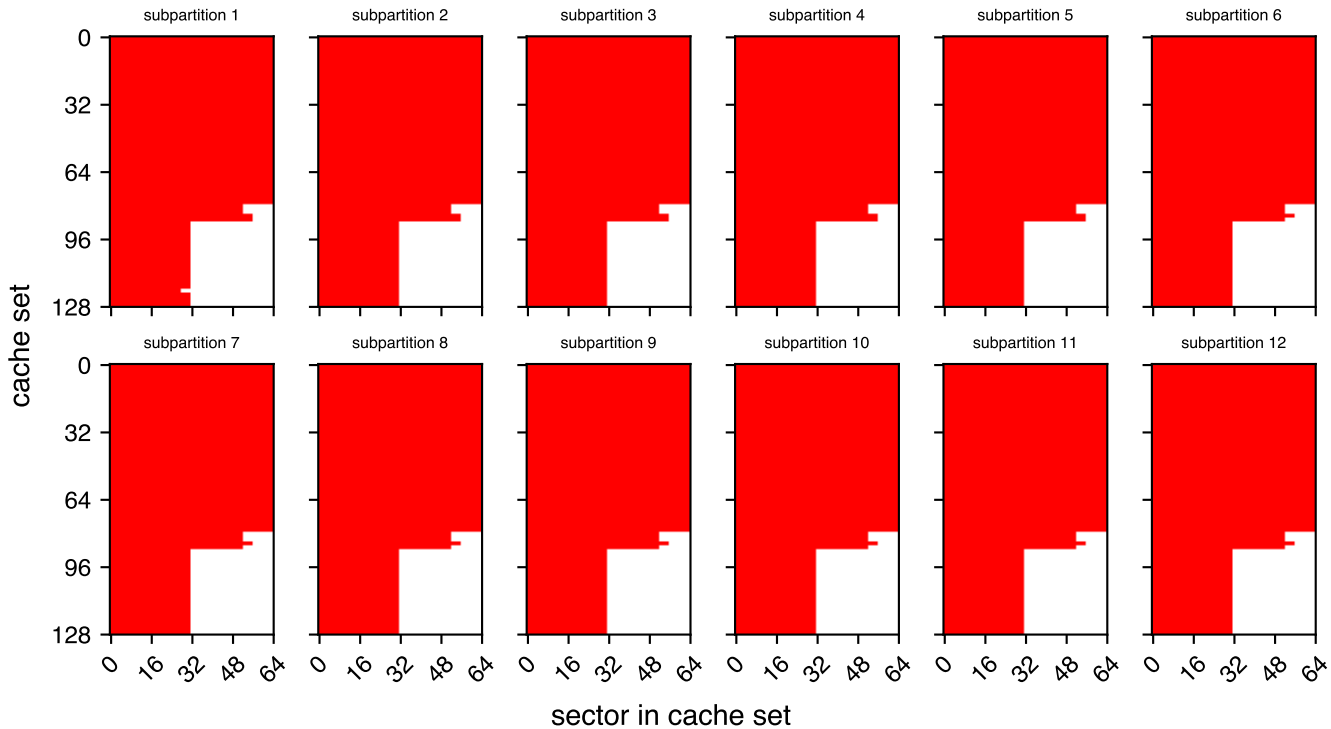 subpartition 1 subpartition 2 subpartition 3 subpartition 4 subpartition 5 subpartition 6
0
32
64
96
128
subpartition 7 subpartition 8 subpartition 9 subpartition 10 subpartition 11 subpartition 12
0
32
64
96
128
cache set
0 16 32 48 64 0 16 32 48 64 0 16 32 48 64 0 16 32 48 64 0 16 32 48 64 0 16 32 48 64
sector in cache set